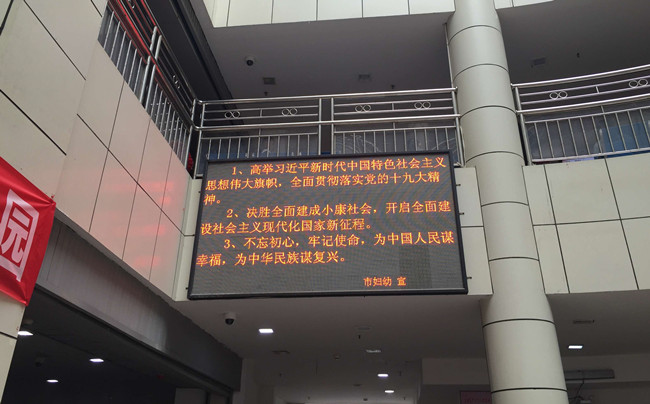 1、高举习近平新时代中国特色社会主义
思想伟大旗帜，全面贯彻落实党的十九大精
神。
2、决胜全面建成小康社会，开启全面建
设社会主义现代化国家新征程。
3、不忘初心，牢记使命，为中国人民谋
幸福，为中华民族谋复兴。
市妇幼 宣
园